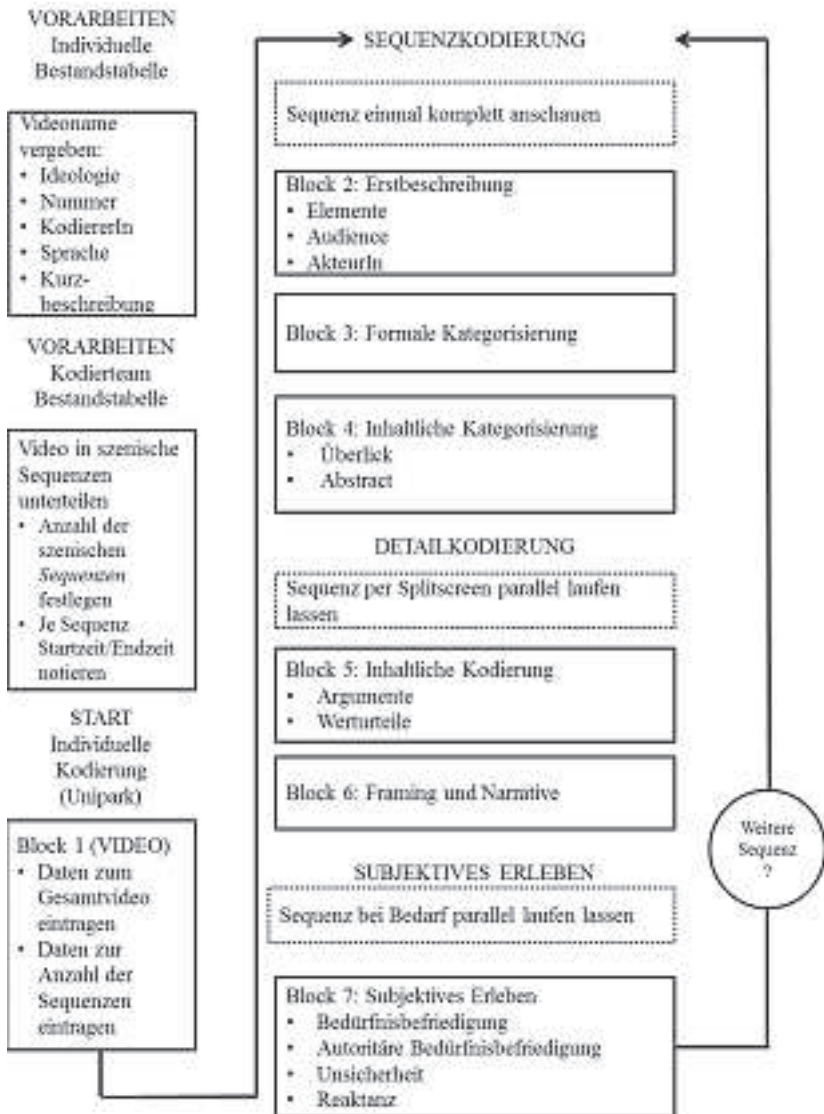 VORARBEITEN
Individuelle
Bestandstabelle
Videoname
vergeben:
• Ideologie
• Nummer
• KodiererIn
• Sprache
• Kurz-
beschreibung
VORARBEITEN
Kodierteam
Bestandstabelle
Video in szenische
Sequenzen
unterteilen
• Anzahl der
szenischen
Sequenzen
festlegen
• Je Sequenz
Startzeit/Endzeit
notieren
START
Individuelle
Kodierung
(Unipark)
Block 1 (VIDEO)
• Daten zum
Gesamtvideo
eintragen
• Daten zur
Anzahl der
Sequenzen
eintragen
SEQUENZKODIERUNG
Sequenz einmal komplett anschauen
Block 2: Erstbeschreibung
• Elemente
• Audience
• AkteurIn
Block 3: Formale Kategorisierung
Block 4: Inhaltliche Kategorisierung
• Überlick
• Abstract
DETAILKODIERUNG
Sequenz per Splitscreen parallel laufen
lassen
Block 5: Inhaltliche Kodierung
• Argumente
• Werturteile
Block 6: Framing und Narrative
SUBJEKTIVES ERLEBEN
Sequenz bei Bedarf parallel laufen lassen
Block 7: Subjektives Erleben
• Bedürfnisbefriedigung
• Autoritäre Bedürfnisbefriedigung
• Unsicherheit
• Reaktanz
Weitere
Sequenz
?